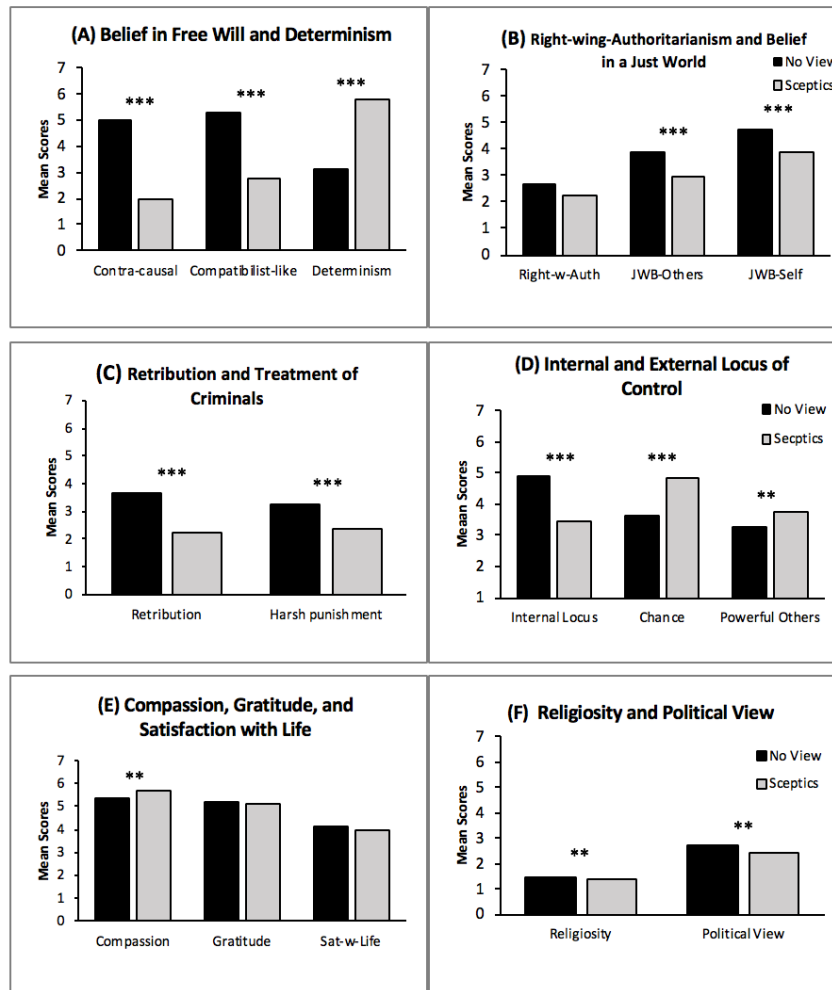 (A) Belief in Free Will and Determinism
7
6
5
4
3
2
1
0
Mean Scores
***
***
***
Contra-causal
Compatibilist-like
Determinism
(B) Right-wing-Authoritarianism and Belief
in a Just World
No View
Sceptics
7
6
5
4
3
2
1
0
Mean Scores
***
***
Right-w-Auth
JWB-Others
JWB-Self
(C) Retribution and Treatment of
Criminals
7
6
5
4
3
2
1
0
Mean Scores
***
***
Retribution
Harsh punishment
(D) Internal and External Locus of
Control
No View
Secptics
7
6
5
4
3
2
1
Meaan Scores
***
***
**
Internal Locus
Chance
Powerful Others
(E) Compassion, Gratitude, and
Satisfaction with Life
7
6
5
4
3
2
1
0
Mean Scores
**
Compassion
Gratitude
Sat-w-Life
(F) Religiosity and Political View
No View
Sceptics
7
6
5
4
3
2
1
0
Mean Scores
**
**
Religiosity
Political View